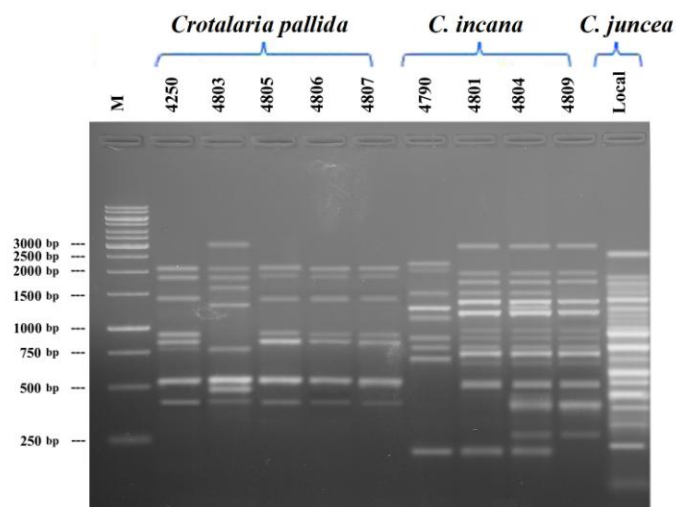 Crotalaria pallida C. incana C. juncea
M 4250 4803 4805 4806 4807 4790 4801 4804 4809 Local
3000 bp ---
2500 bp ---
2000 bp ---
1500 bp ---
1000 bp ---
750 bp ---
500 bp ---
250 bp ---